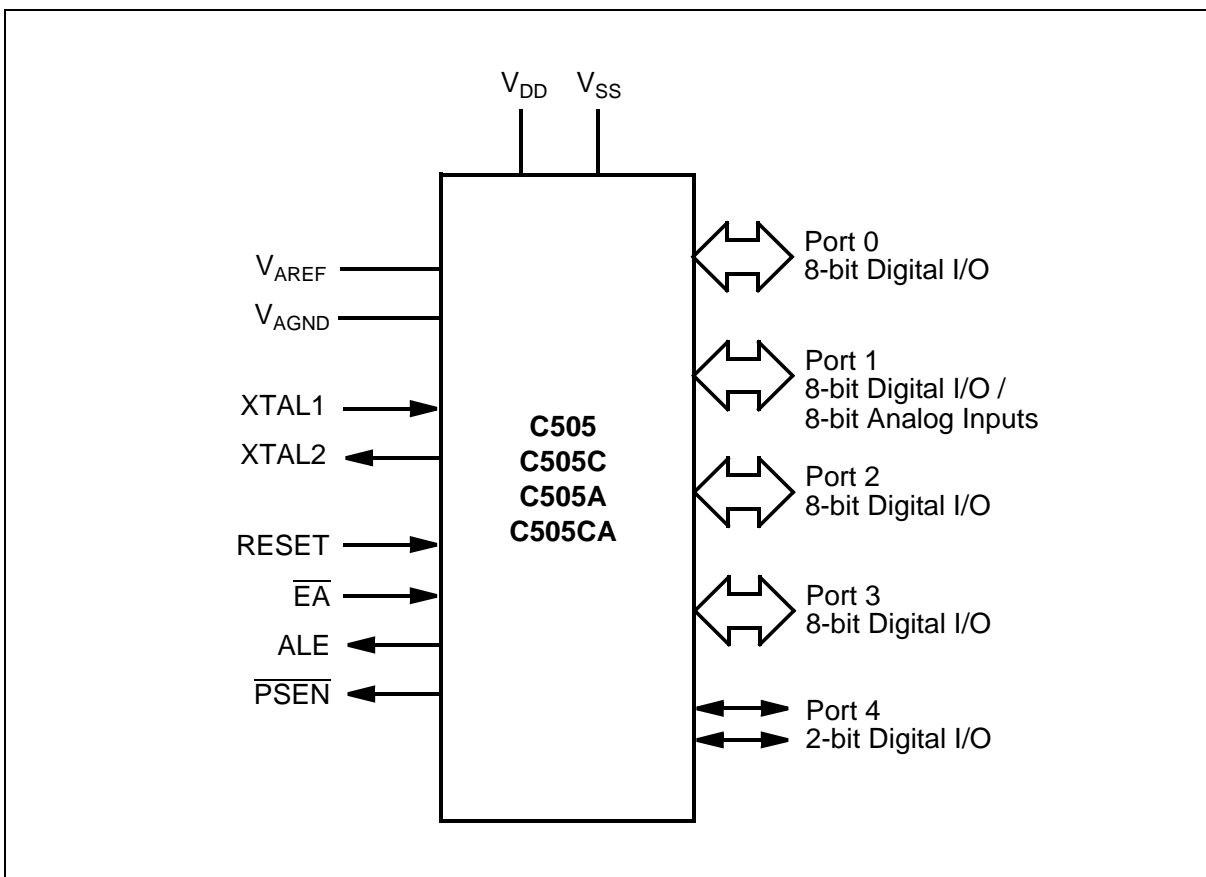 V_DD V_SS
V_AREF
V_AGND
XTAL1
XTAL2
RESET
E̅A̅
ALE
P̅S̅E̅N̅
C505
C505C
C505A
C505CA
Port 0
8-bit Digital I/O
Port 1
8-bit Digital I/O /
8-bit Analog Inputs
Port 2
8-bit Digital I/O
Port 3
8-bit Digital I/O
Port 4
2-bit Digital I/O